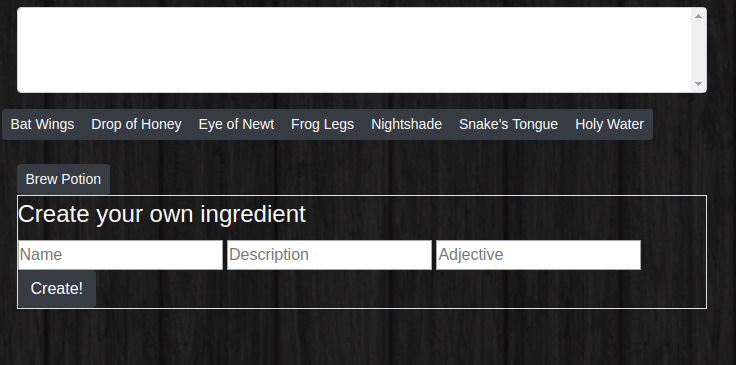 Bat Wings Drop of Honey Eye of Newt Frog Legs Nightshade Snake's Tongue Holy Water
Brew Potion
Create your own ingredient
Name Description Adjective
Create!